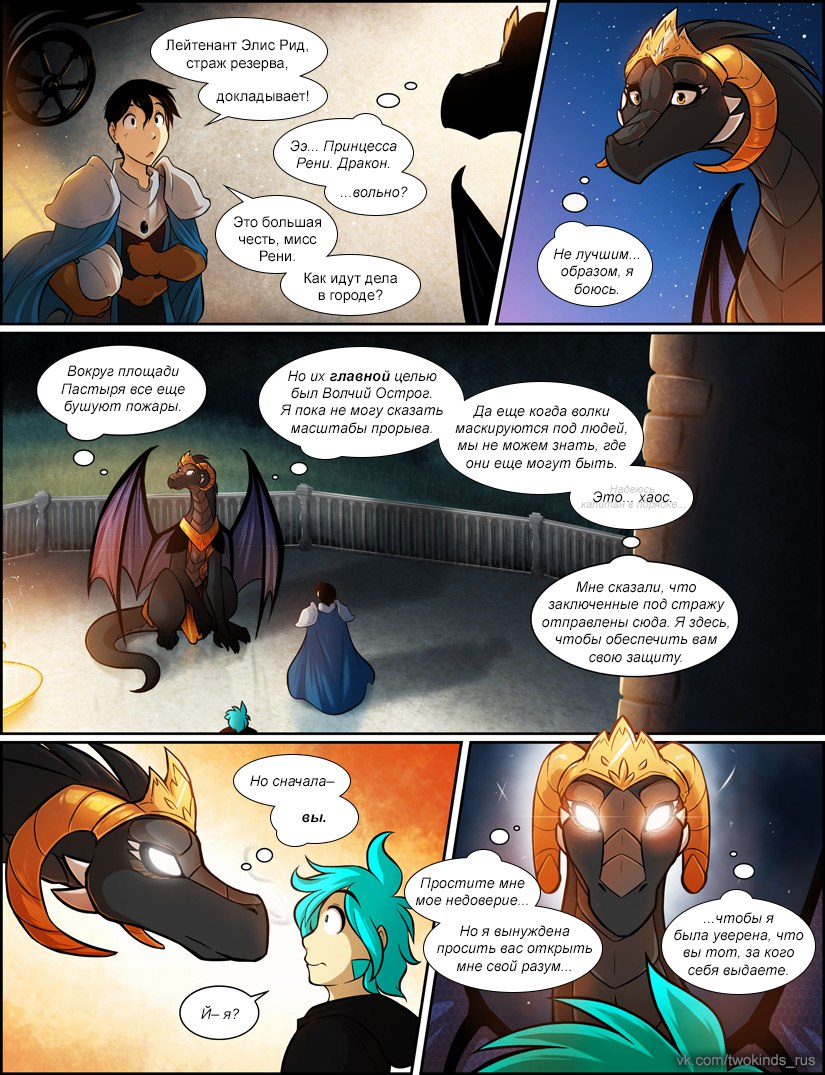 Лейтенант Элис Рид,
страж резерва,
докладывает!
Ээ... Принцесса
Рени. Дракон.
...вольно?
Это большая
честь, мисс
Рени.
Как идут дела
в городе?
Не лучшим...
образом, я
боюсь.
Вокруг площади
Пастыря все еще
бушуют пожары.
Но их главной целью
был Волчий Острог.
Я пока не могу сказать
масштабы прорыва.
Да еще когда волки
маскируются под людей,
мы не можем знать, где
они еще могут быть.
Надеюсь,
капитан в порядке...
Это... хаос.
Мне сказали, что
заключенные под стражу
отправлены сюда. Я здесь,
чтобы обеспечить вам
свою защиту.
Но сначала–
вы.
Й– я?
Простите мне
мое недоверие...
Но я вынуждена
просить вас открыть
мне свой разум...
...чтобы я
была уверена, что
вы тот, за кого
себя выдаете.
vk.com/twokinds_rus